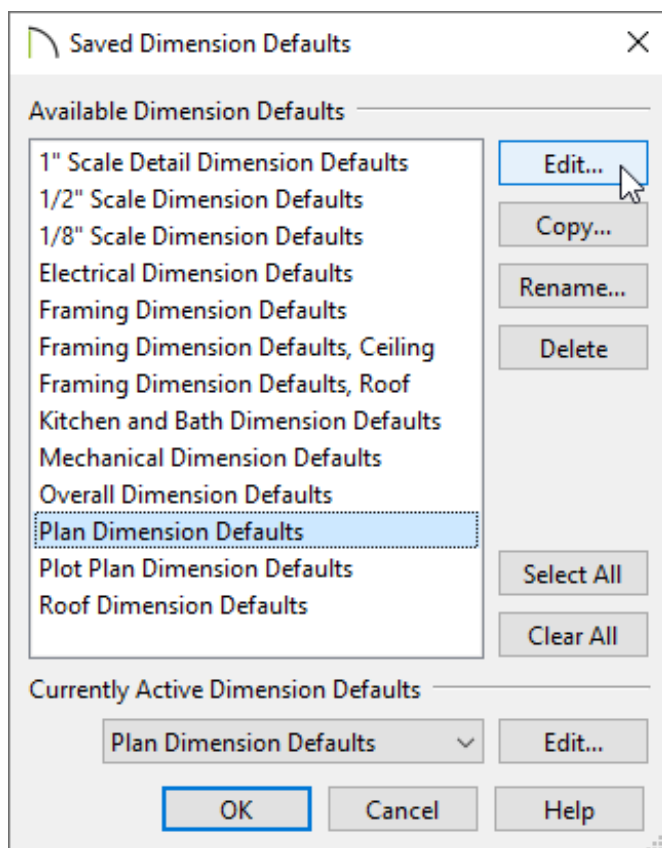 Saved Dimension Defaults
Available Dimension Defaults
1" Scale Detail Dimension Defaults
1/2" Scale Dimension Defaults
1/8" Scale Dimension Defaults
Electrical Dimension Defaults
Framing Dimension Defaults
Framing Dimension Defaults, Ceiling
Framing Dimension Defaults, Roof
Kitchen and Bath Dimension Defaults
Mechanical Dimension Defaults
Overall Dimension Defaults
Plan Dimension Defaults
Plot Plan Dimension Defaults
Roof Dimension Defaults
Edit...
Copy...
Rename...
Delete
Select All
Clear All
Currently Active Dimension Defaults
Plan Dimension Defaults
Edit...
OK
Cancel
Help